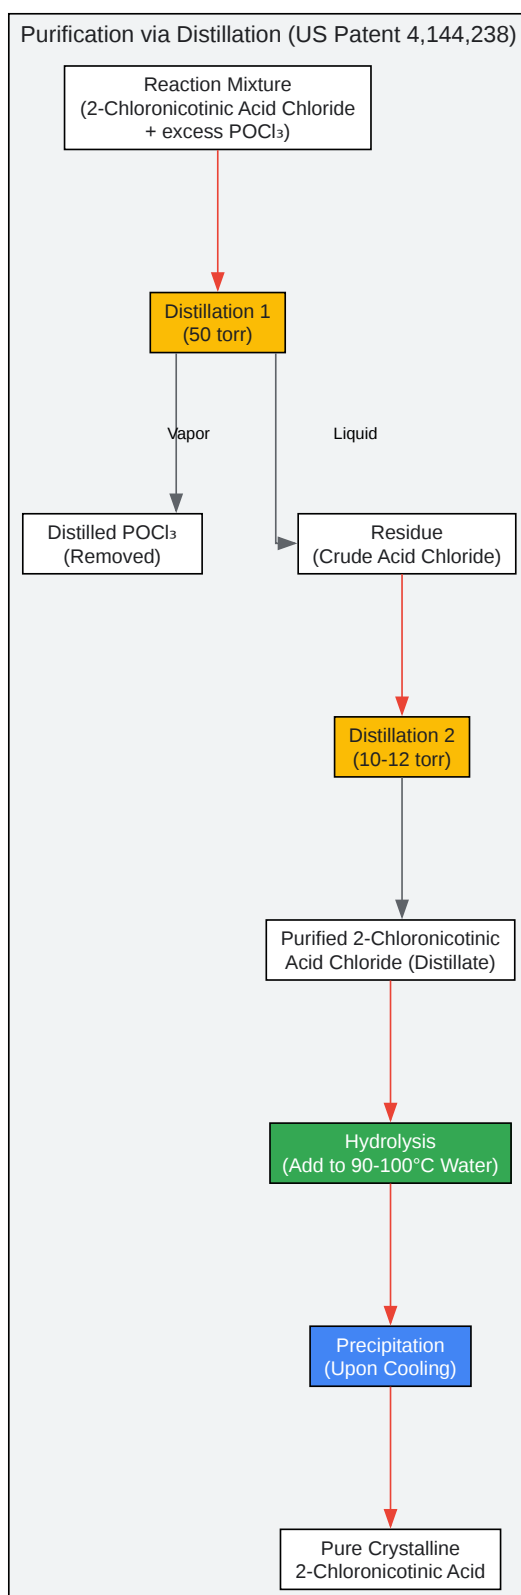 Purification via Distillation (US Patent 4,144,238)
Reaction Mixture
(2-Chloronicotinic Acid Chloride
+ excess POCl₃)
Distillation 1
(50 torr)
Vapor
Liquid
Distilled POCl₃
(Removed)
Residue
(Crude Acid Chloride)
Distillation 2
(10-12 torr)
Purified 2-Chloronicotinic
Acid Chloride (Distillate)
Hydrolysis
(Add to 90-100°C Water)
Precipitation
(Upon Cooling)
Pure Crystalline
2-Chloronicotinic Acid